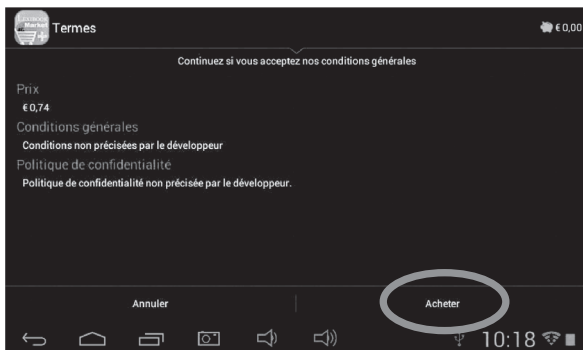 Market
Termes
€ 0,00
Continuez si vous acceptez nos conditions générales
Prix
€ 0,74
Conditions générales
Conditions non précisées par le développeur
Politique de confidentialité
Politique de confidentialité non précisée par le développeur.
Annuler
Acheter
10:18